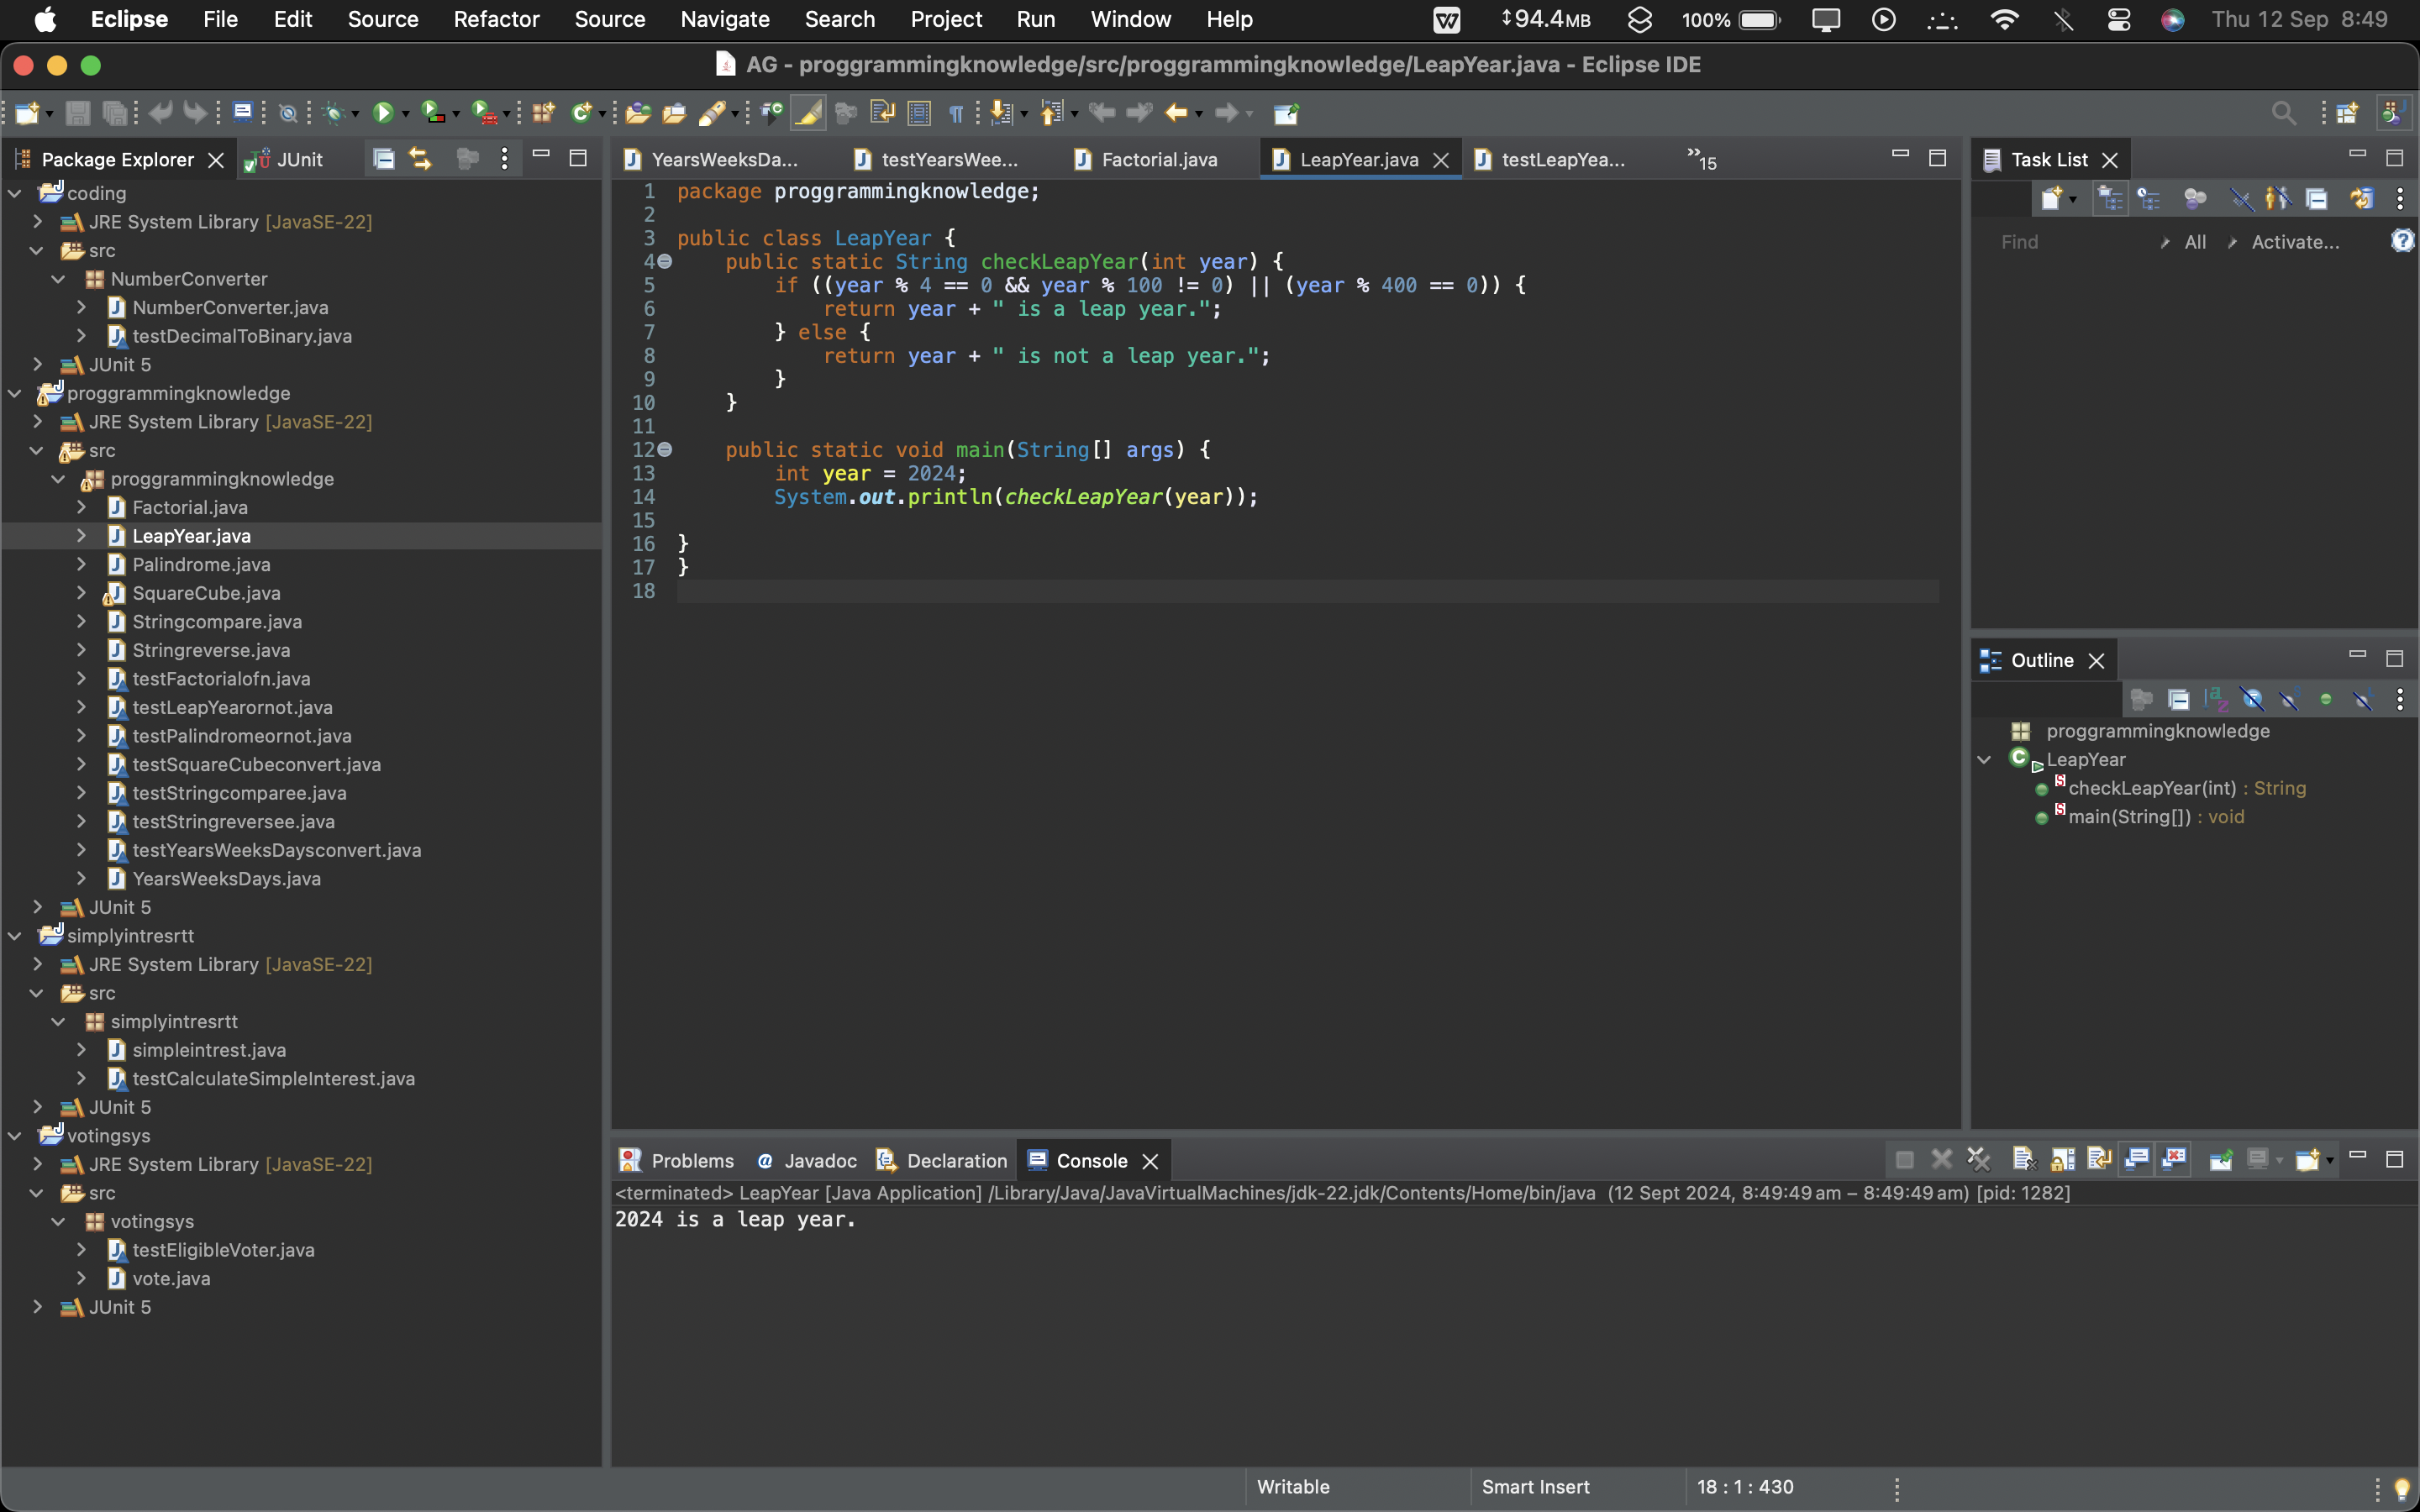 Eclipse File Edit Source Refactor Source Navigate Search Project Run Window Help 94.4MB 100% Thu 12 Sep 8:49
AG - proggrammingknowledge/src/proggrammingknowledge/LeapYear.java - Eclipse IDE
Package Explorer JUnit
coding
JRE System Library [JavaSE-22]
src
NumberConverter
NumberConverter.java
testDecimalToBinary.java
JUnit 5
proggrammingknowledge
JRE System Library [JavaSE-22]
src
proggrammingknowledge
Factorial.java
LeapYear.java
Palindrome.java
SquareCube.java
Stringcompare.java
Stringreverse.java
testFactorialofn.java
testLeapYearornot.java
testPalindromeornot.java
testSquareCubeconvert.java
testStringcomparee.java
testStringreversee.java
testYearsWeeksDaysconvert.java
YearsWeeksDays.java
JUnit 5
simplyintresrtt
JRE System Library [JavaSE-22]
src
simplyintresrtt
simpleintrest.java
testCalculateSimpleInterest.java
JUnit 5
votingsys
JRE System Library [JavaSE-22]
src
votingsys
testEligibleVoter.java
vote.java
JUnit 5
YearsWeeksDa... testYearsWee... Factorial.java LeapYear.java testLeapYea... »15
1 package proggrammingknowledge;
2
3 public class LeapYear {
4 public static String checkLeapYear(int year) {
5 if ((year % 4 == 0 && year % 100 != 0) || (year % 400 == 0)) {
6 return year + " is a leap year.";
7 } else {
8 return year + " is not a leap year.";
9 }
10 }
11
12 public static void main(String[] args) {
13 int year = 2024;
14 System.out.println(checkLeapYear(year));
15
16 }
17 }
18
Task List
Find All Activate...
Outline
proggrammingknowledge
LeapYear
checkLeapYear(int) : String
main(String[]) : void
Problems Javadoc Declaration Console
<terminated> LeapYear [Java Application] /Library/Java/JavaVirtualMachines/jdk-22.jdk/Contents/Home/bin/java (12 Sept 2024, 8:49:49 am – 8:49:49 am) [pid: 1282]
2024 is a leap year.
Writable Smart Insert 18 : 1 : 430